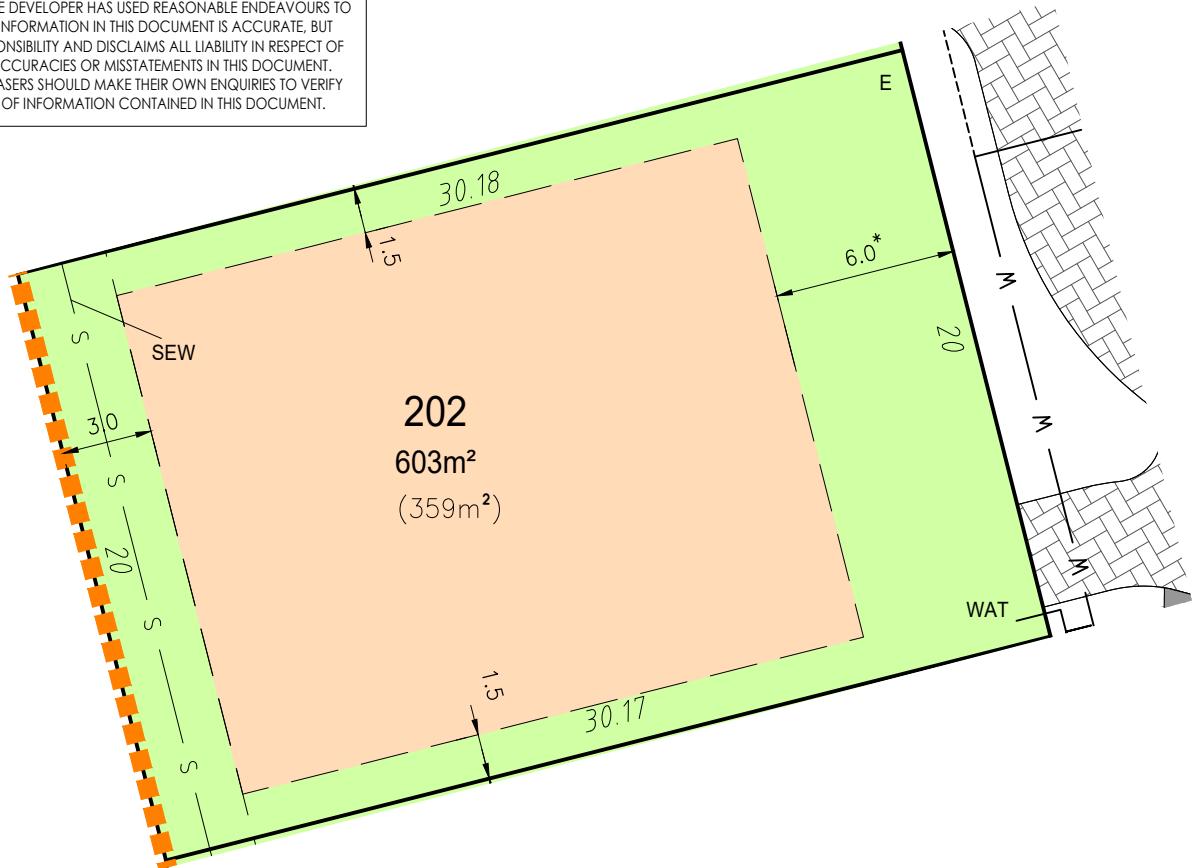 E DEVELOPER HAS USED REASONABLE ENDEAVOURS TO
INFORMATION IN THIS DOCUMENT IS ACCURATE, BUT
ONSIBILITY AND DISCLAIMS ALL LIABILITY IN RESPECT OF
CCURACIES OR MISSTATEMENTS IN THIS DOCUMENT.
ASERS SHOULD MAKE THEIR OWN ENQUIRIES TO VERIFY
OF INFORMATION CONTAINED IN THIS DOCUMENT.
E
30.18
1.5
6.0*
W
20
SEW
S
3.0
202
W
603m²
S
(359m²)
20
W
WAT
S
1.5
30.17
S